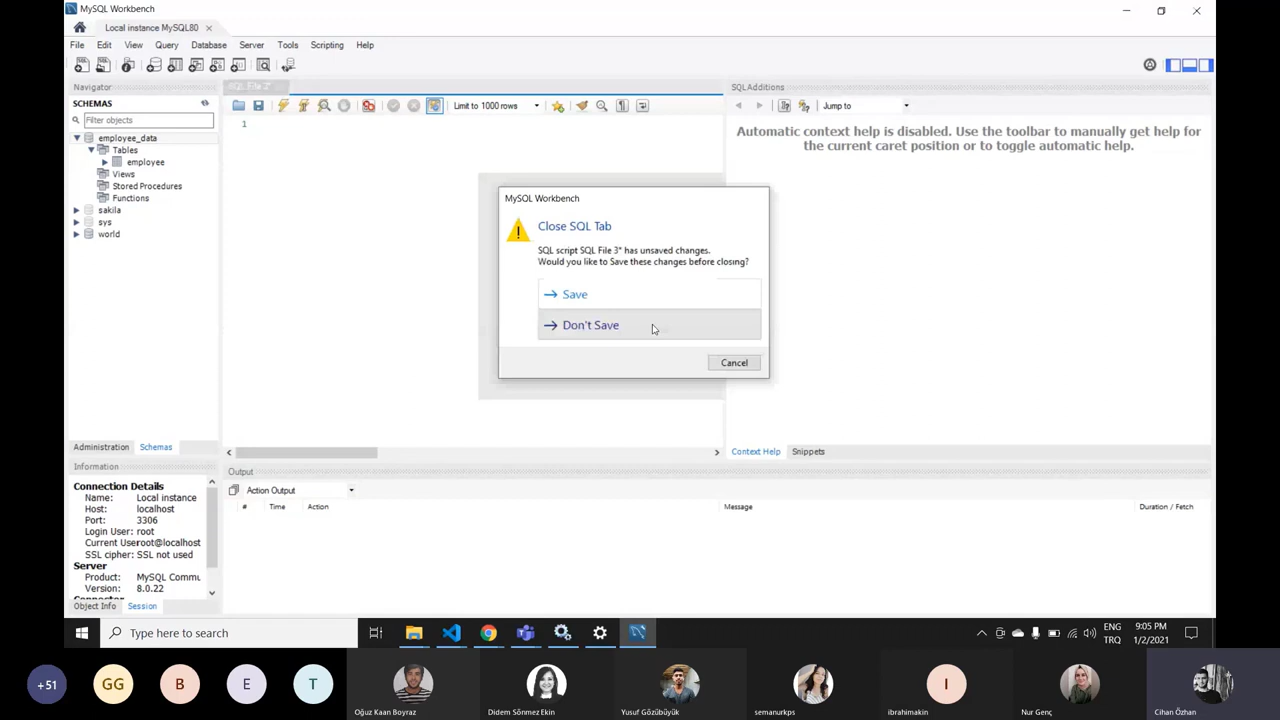 MySQL Workbench
Local instance MySQL80
File Edit View Query Database Server Tools Scripting Help
Navigator
SCHEMAS
Filter objects
employee_data
Tables
employee
Views
Stored Procedures
Functions
sakila
sys
world
Administration Schemas
Information
Connection Details
Name: Local instance
Host: localhost
Port: 3306
Login User: root
Current User root@localhost
SSL cipher: SSL not used
Server
Product: MySQL Commu
Version: 8.0.22
Object Info Session
Limit to 1000 rows
1
SQLAdditions
Jump to
Automatic context help is disabled. Use the toolbar to manually get help for
the current caret position or to toggle automatic help.
MySQL Workbench
Close SQL Tab
SQL script SQL File 3* has unsaved changes.
Would you like to Save these changes before closing?
Save
Don't Save
Cancel
Context Help Snippets
Output
Action Output
# Time Action Message Duration / Fetch
Type here to search
ENG
TRQ
9:05 PM
1/2/2021
+51
GG
B
E
T
I
Oğuz Kaan Boyraz
Didem Sönmez Ekin
Yusuf Gözübüyük
semanurkps
ibrahimakin
Nur Genç
Cihan Özhan